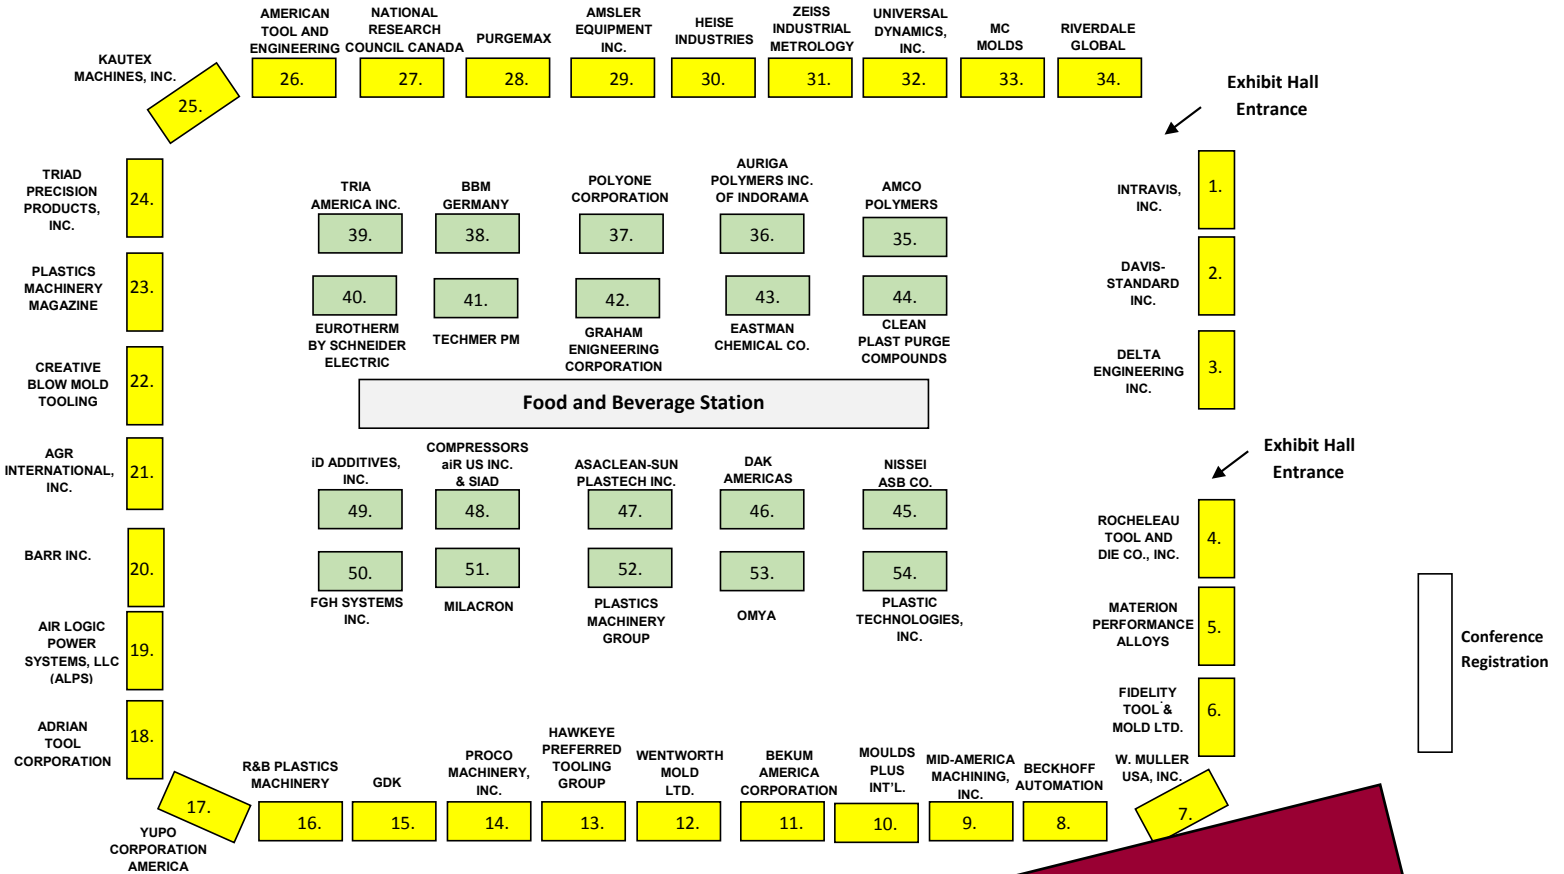 AMERICAN
TOOL AND
ENGINEERING
26.
NATIONAL
RESEARCH
COUNCIL CANADA
27.
PURGEMAX
28.
AMSLER
EQUIPMENT
INC.
29.
HEISE
INDUSTRIES
30.
ZEISS
INDUSTRIAL
METROLOGY
31.
UNIVERSAL
DYNAMICS,
INC.
32.
MC
MOLDS
33.
RIVERDALE
GLOBAL
34.
KAUTEX
MACHINES, INC.
25.
Exhibit Hall
Entrance
TRIAD
PRECISION
PRODUCTS,
INC.
24.
PLASTICS
MACHINERY
MAGAZINE
23.
CREATIVE
BLOW MOLD
TOOLING
22.
AGR
INTERNATIONAL,
INC.
21.
BARR INC.
20.
AIR LOGIC
POWER
SYSTEMS, LLC
(ALPS)
19.
ADRIAN
TOOL
CORPORATION
18.
TRIA
AMERICA INC.
39.
BBM
GERMANY
38.
POLYONE
CORPORATION
37.
AURIGA
POLYMERS INC.
OF INDORAMA
36.
AMCO
POLYMERS
35.
40.
EUROTHERM
BY SCHNEIDER
ELECTRIC
41.
TECHMER PM
42.
GRAHAM
ENIGNEERING
CORPORATION
43.
EASTMAN
CHEMICAL CO.
44.
CLEAN
PLAST PURGE
COMPOUNDS
Food and Beverage Station
iD ADDITIVES,
INC.
49.
COMPRESSORS
aiR US INC.
& SIAD
48.
ASACLEAN-SUN
PLASTECH INC.
47.
DAK
AMERICAS
46.
NISSEI
ASB CO.
45.
50.
FGH SYSTEMS
INC.
51.
MILACRON
52.
PLASTICS
MACHINERY
GROUP
53.
OMYA
54.
PLASTIC
TECHNOLOGIES,
INC.
INTRAVIS,
INC.
1.
DAVIS-
STANDARD
INC.
2.
DELTA
ENGINEERING
INC.
3.
Exhibit Hall
Entrance
ROCHELEAU
TOOL AND
DIE CO., INC.
4.
MATERION
PERFORMANCE
ALLOYS
5.
FIDELITY
TOOL &
MOLD LTD.
6.
Conference
Registration
W. MULLER
USA, INC.
7.
YUPO
CORPORATION
AMERICA
17.
R&B PLASTICS
MACHINERY
16.
GDK
15.
PROCO
MACHINERY,
INC.
14.
HAWKEYE
PREFERRED
TOOLING
GROUP
13.
WENTWORTH
MOLD
LTD.
12.
BEKUM
AMERICA
CORPORATION
11.
MOULDS
PLUS
INT'L.
10.
MID-AMERICA
MACHINING,
INC.
9.
BECKHOFF
AUTOMATION
8.